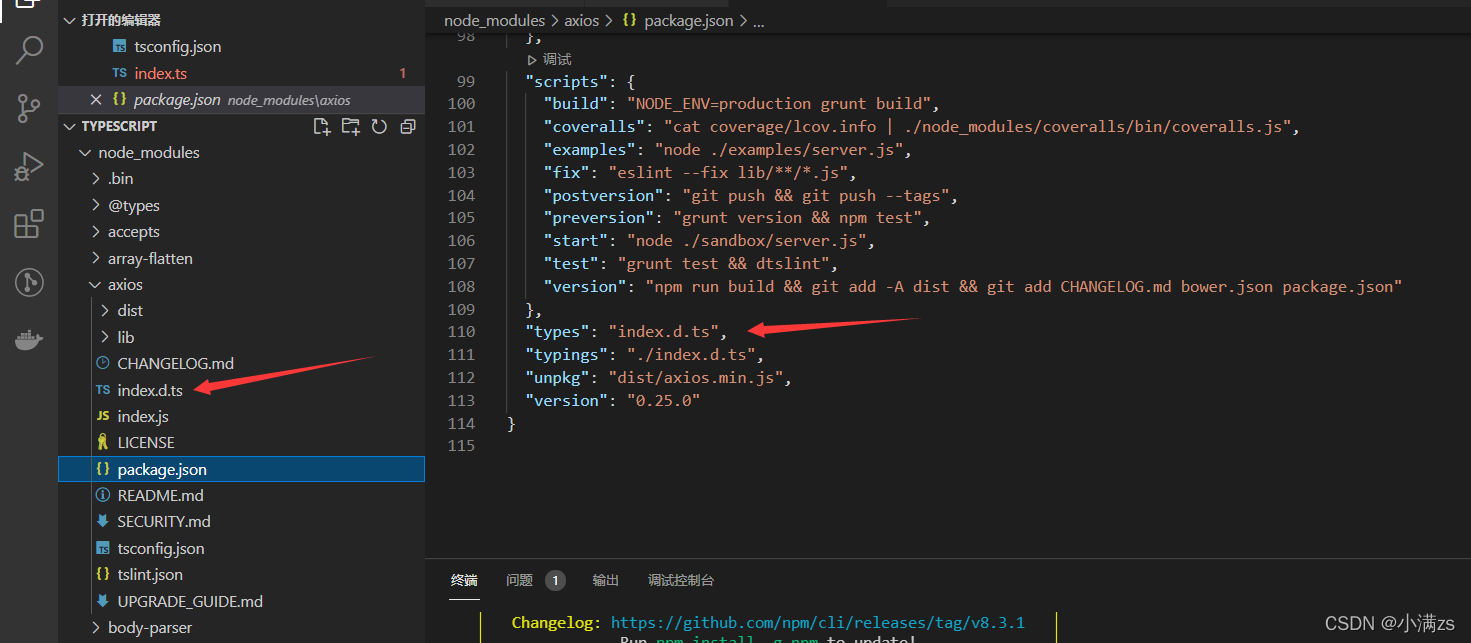 打开的编辑器
tsconfig.json
TS index.ts 1
{} package.json node_modules\axios
TYPESCRIPT
node_modules
.bin
@types
accepts
array-flatten
axios
dist
lib
CHANGELOG.md
TS index.d.ts
JS index.js
LICENSE
{} package.json
README.md
SECURITY.md
tsconfig.json
{} tslint.json
UPGRADE_GUIDE.md
body-parser
node_modules > axios > {} package.json > ...
98 },
调试
99 "scripts": {
100 "build": "NODE_ENV=production grunt build",
101 "coveralls": "cat coverage/lcov.info | ./node_modules/coveralls/bin/coveralls.js",
102 "examples": "node ./examples/server.js",
103 "fix": "eslint --fix lib/**/*.js",
104 "postversion": "git push && git push --tags",
105 "preversion": "grunt version && npm test",
106 "start": "node ./sandbox/server.js",
107 "test": "grunt test && dtslint",
108 "version": "npm run build && git add -A dist && git add CHANGELOG.md bower.json package.json"
109 },
110 "types": "index.d.ts",
111 "typings": "./index.d.ts",
112 "unpkg": "dist/axios.min.js",
113 "version": "0.25.0"
114 }
115
终端 问题 1 输出 调试控制台
Changelog: https://github.com/npm/cli/releases/tag/v8.3.1
Run npm install -g npm to update!
CSDN @小满zs